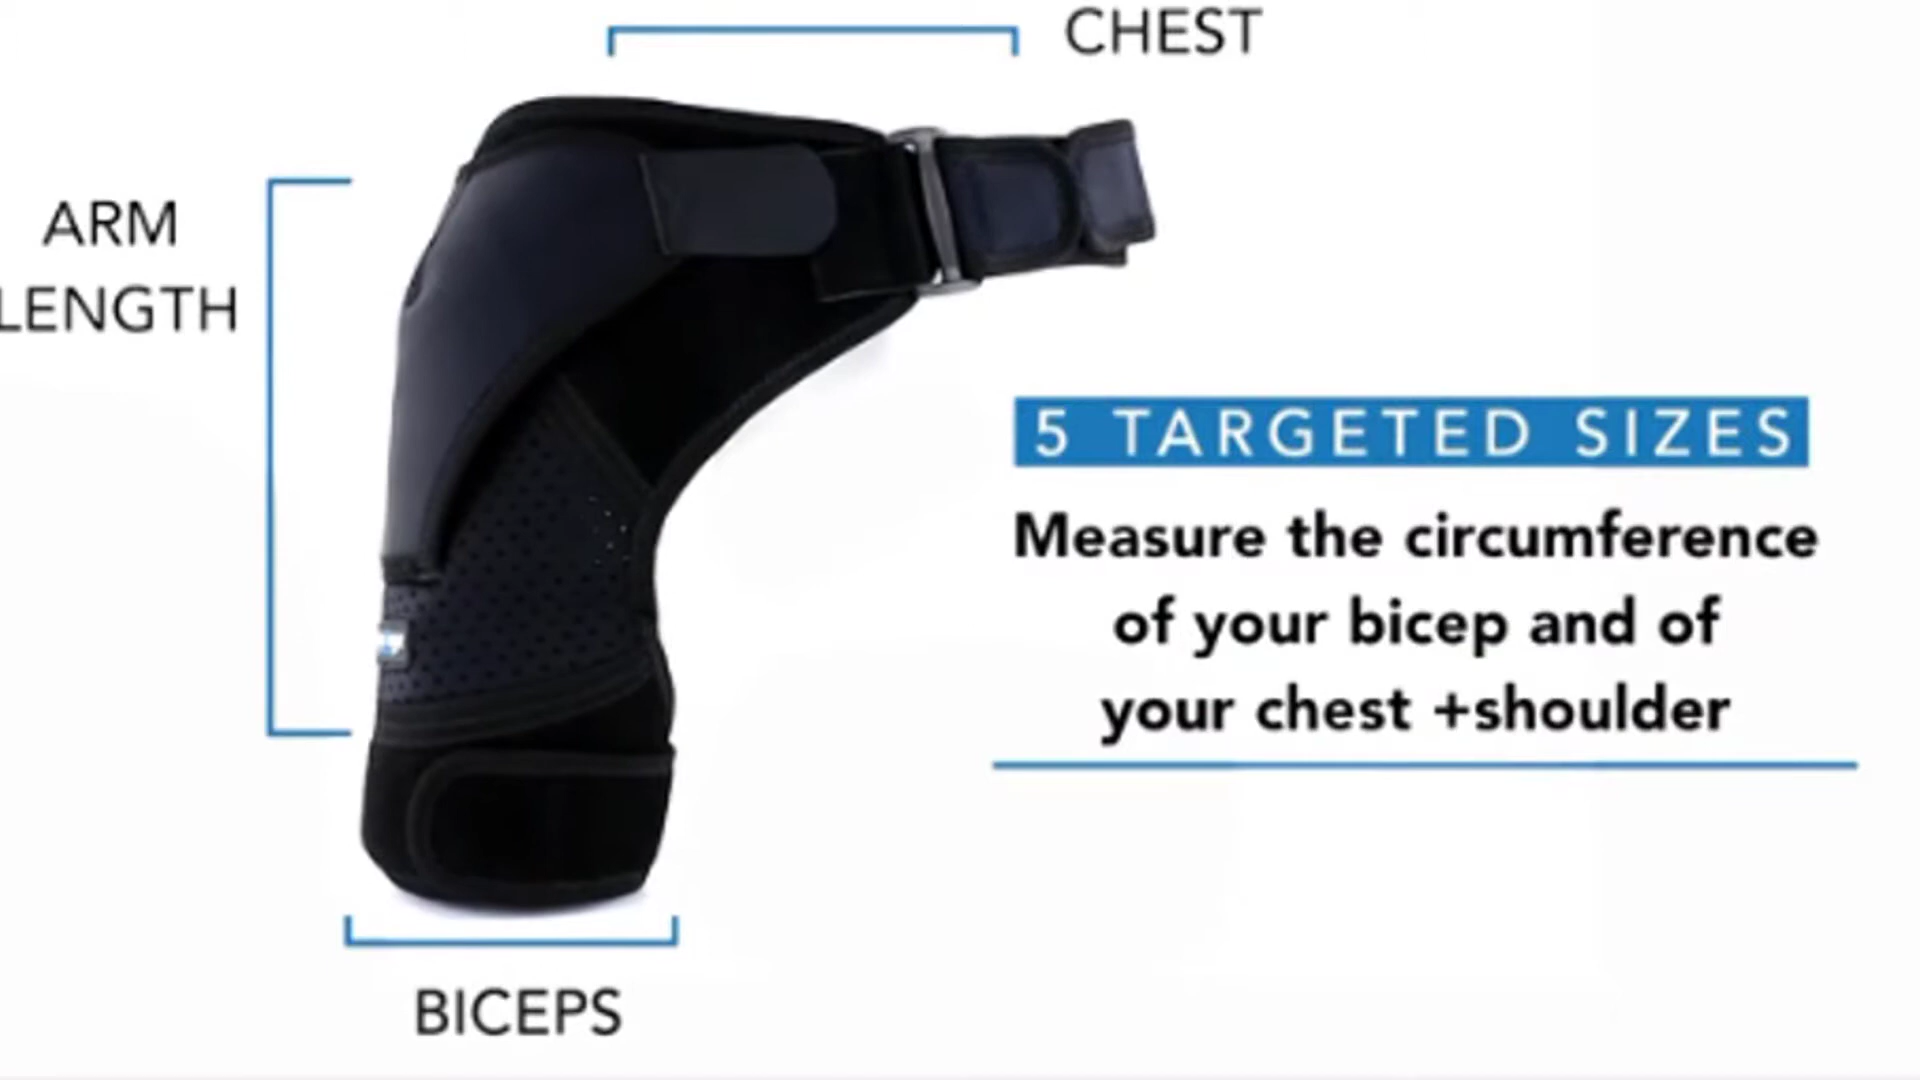 CHEST
ARM
LENGTH
5 TARGETED SIZES
Measure the circumference
of your bicep and of
your chest +shoulder
BICEPS